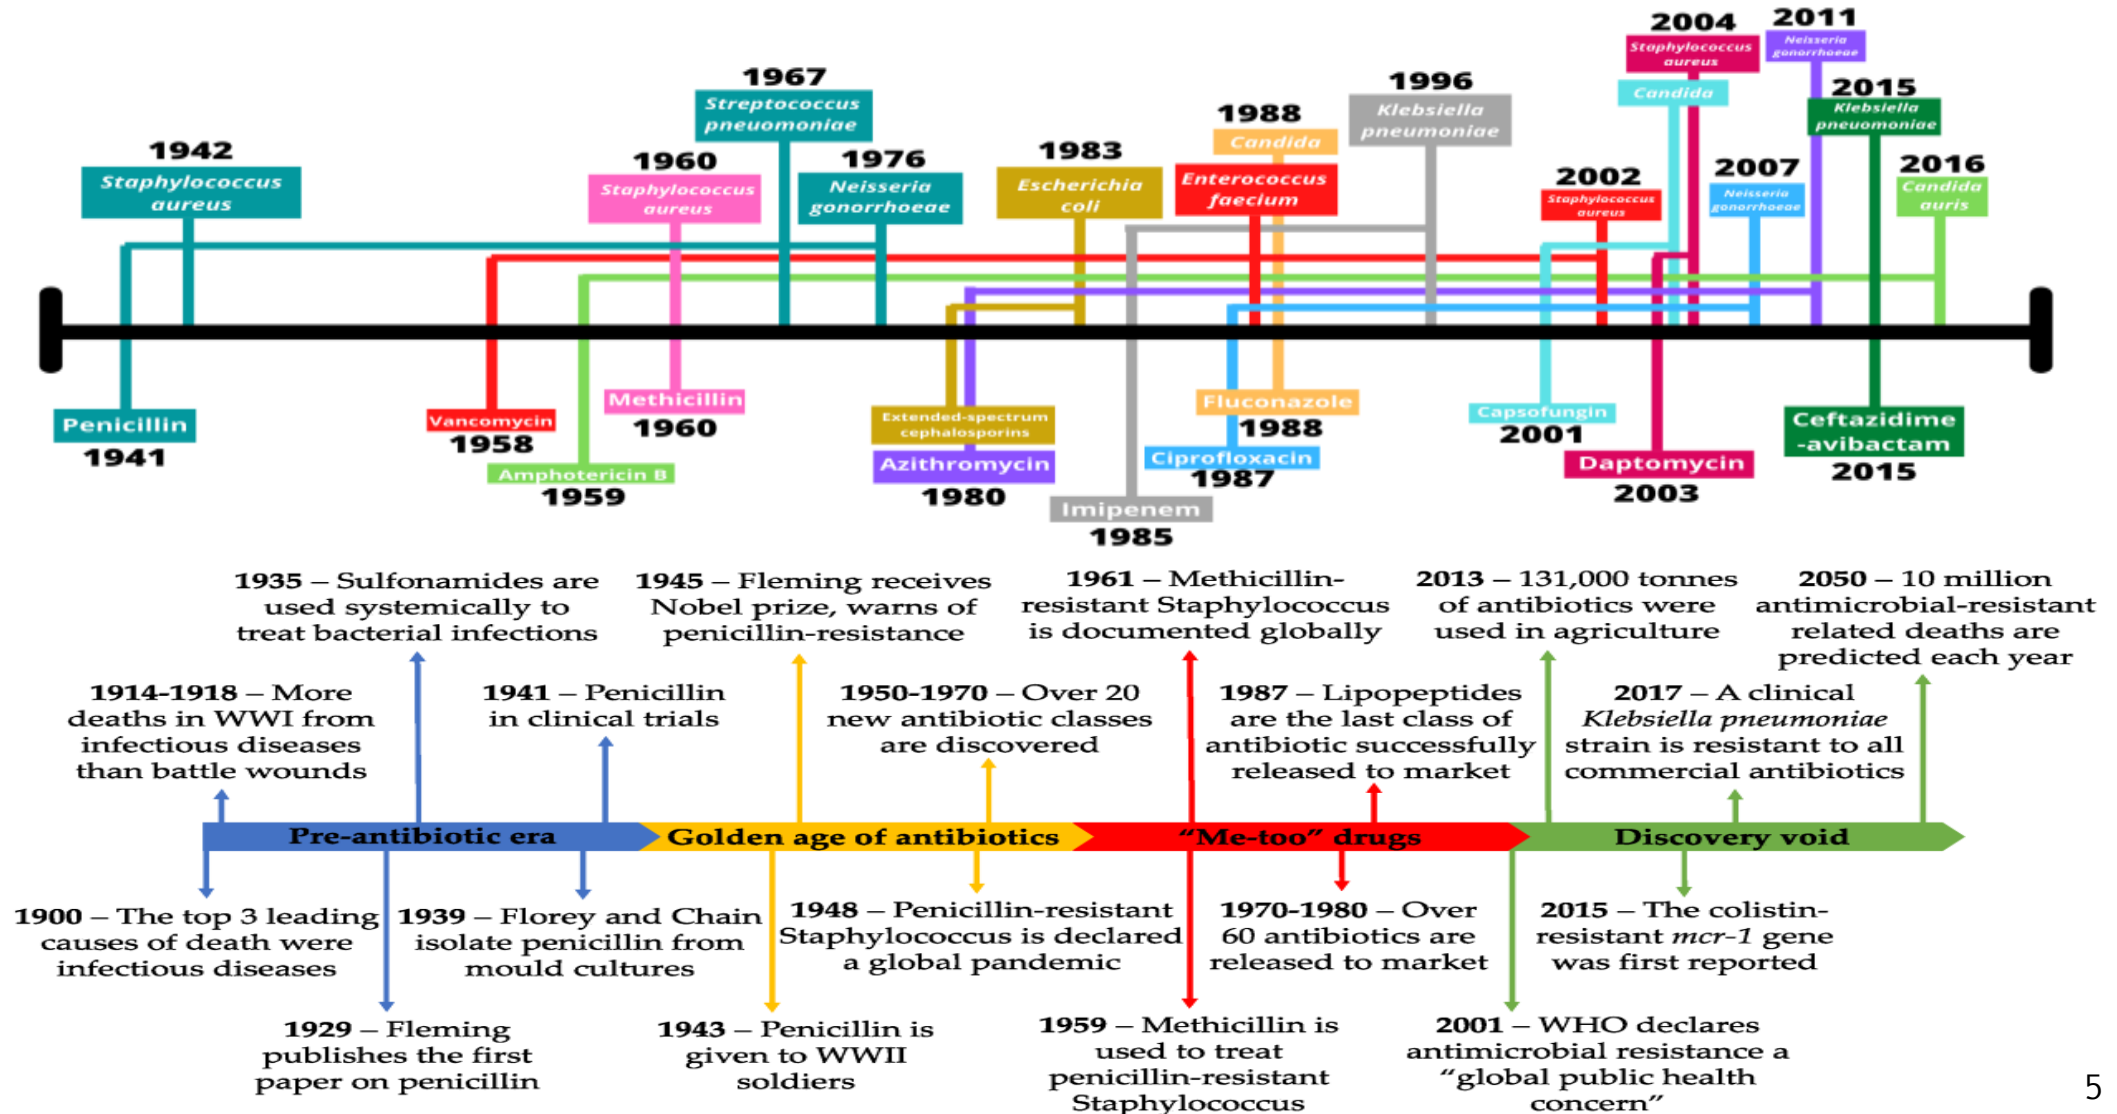 1942
Staphylococcus
aureus
1967
Streptococcus
pneuomoniae
1960
Staphylococcus
aureus
1976
Neisseria
gonorrhoeae
1983
Escherichia
coli
1988
Candida
Enterococcus
faecium
1996
Klebsiella
pneumoniae
2004
Staphylococcus
aureus
Candida
2002
Staphylococcus
aureus
2011
Neisseria
gonorrhoeae
2007
Neisseria
gonorrhoeae
2015
Klebsiella
pneuomoniae
2016
Candida
auris
Penicillin
1941
Vancomycin
1958
Amphotericin B
1959
Methicillin
1960
Extended-spectrum
cephalosporins
Azithromycin
1980
Imipenem
1985
Fluconazole
1988
Ciprofloxacin
1987
Capsofungin
2001
Daptomycin
2003
Ceftazidime
-avibactam
2015
1935 – Sulfonamides are
used systemically to
treat bacterial infections
1945 – Fleming receives
Nobel prize, warns of
penicillin-resistance
1961 – Methicillin-
resistant Staphylococcus
is documented globally
2013 – 131,000 tonnes
of antibiotics were
used in agriculture
2050 – 10 million
antimicrobial-resistant
related deaths are
predicted each year
1914-1918 – More
deaths in WWI from
infectious diseases
than battle wounds
1941 – Penicillin
in clinical trials
1950-1970 – Over 20
new antibiotic classes
are discovered
1987 – Lipopeptides
are the last class of
antibiotic successfully
released to market
2017 – A clinical
Klebsiella pneumoniae
strain is resistant to all
commercial antibiotics
Pre-antibiotic era
Golden age of antibiotics
“Me-too” drugs
Discovery void
1900 – The top 3 leading
causes of death were
infectious diseases
1939 – Florey and Chain
isolate penicillin from
mould cultures
1948 – Penicillin-resistant
Staphylococcus is declared
a global pandemic
1970-1980 – Over
60 antibiotics are
released to market
2015 – The colistin-
resistant mcr-1 gene
was first reported
1929 – Fleming
publishes the first
paper on penicillin
1943 – Penicillin is
given to WWII
soldiers
1959 – Methicillin is
used to treat
penicillin-resistant
Staphylococcus
2001 – WHO declares
antimicrobial resistance a
“global public health
concern”
5